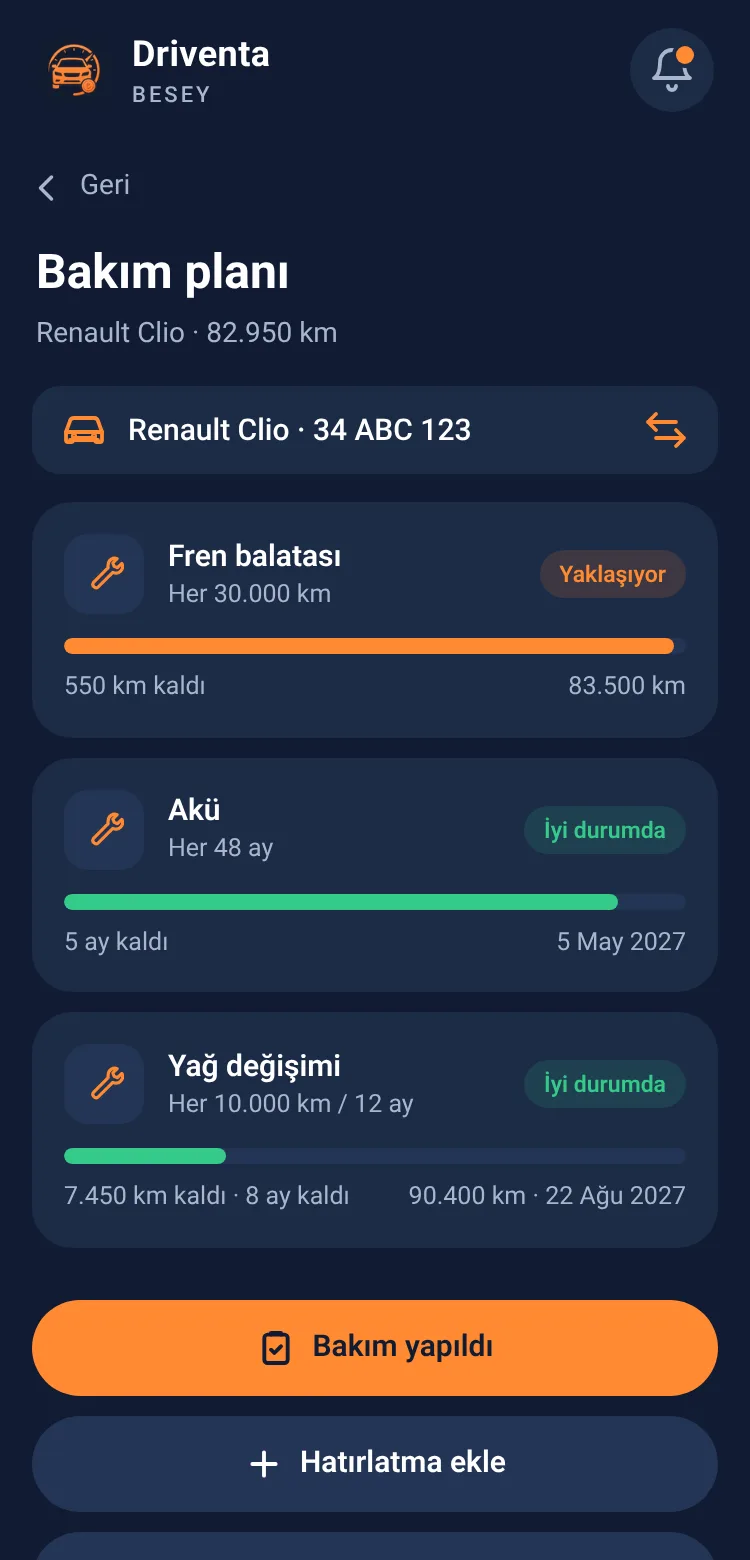 Driventa
BESEY
Geri
Bakım planı
Renault Clio · 82.950 km
Renault Clio · 34 ABC 123
Fren balatası
Her 30.000 km
Yaklaşıyor
550 km kaldı
83.500 km
Akü
Her 48 ay
İyi durumda
5 ay kaldı
5 May 2027
Yağ değişimi
Her 10.000 km / 12 ay
İyi durumda
7.450 km kaldı · 8 ay kaldı
90.400 km · 22 Ağu 2027
Bakım yapıldı
Hatırlatma ekle